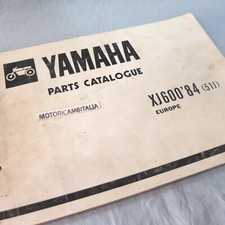 YAMAHA
PARTS CATALOGUE
MOTORICAMBITALIA
XJ600'84 (51J)
EUROPE